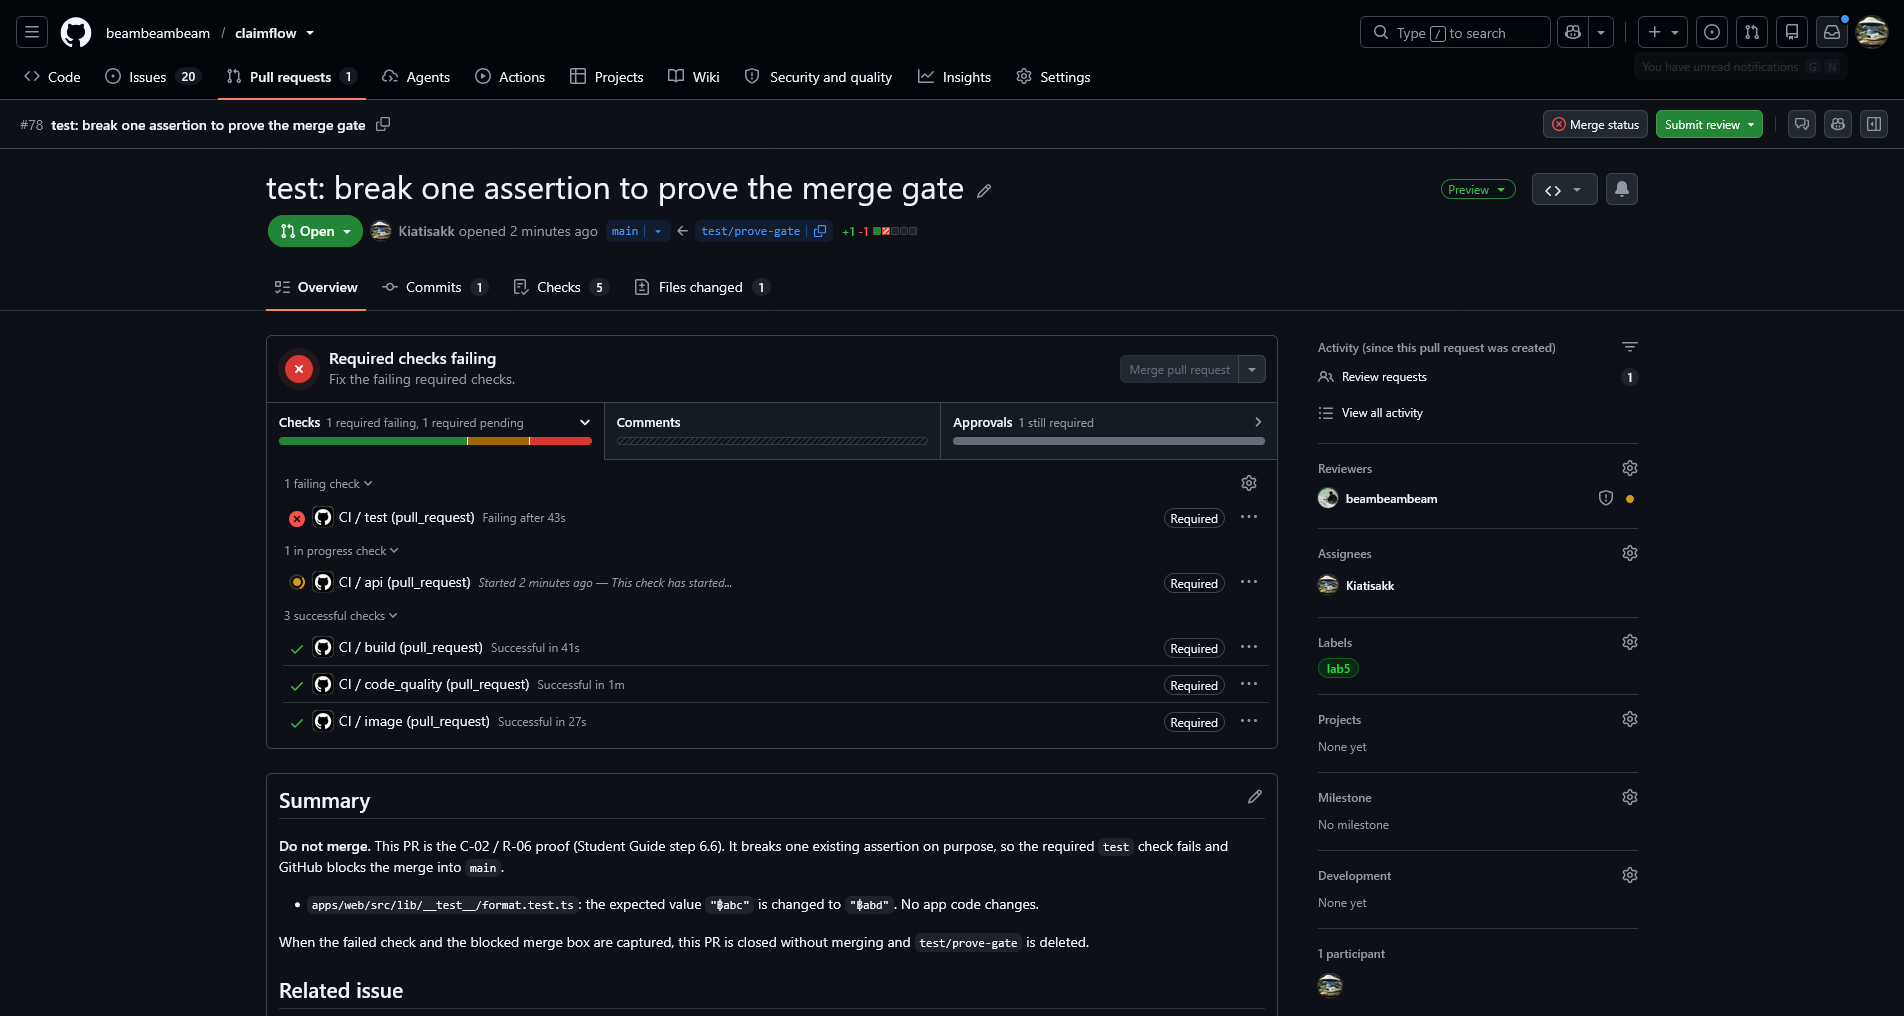 beambeambeam / claimflow
Type / to search
Code
Issues 20
Pull requests 1
Agents
Actions
Projects
Wiki
Security and quality
Insights
Settings
You have unread notifications G N
#78 test: break one assertion to prove the merge gate
Merge status
Submit review
test: break one assertion to prove the merge gate
Preview
Open
Kiatisakk opened 2 minutes ago main ← test/prove-gate +1 -1
Overview
Commits 1
Checks 5
Files changed 1
Required checks failing
Fix the failing required checks.
Merge pull request
Checks 1 required failing, 1 required pending
Comments
Approvals 1 still required
1 failing check
CI / test (pull_request) Failing after 43s Required
1 in progress check
CI / api (pull_request) Started 2 minutes ago — This check has started... Required
3 successful checks
CI / build (pull_request) Successful in 41s Required
CI / code_quality (pull_request) Successful in 1m Required
CI / image (pull_request) Successful in 27s Required
Summary
Do not merge. This PR is the C-02 / R-06 proof (Student Guide step 6.6). It breaks one existing assertion on purpose, so the required test check fails and
GitHub blocks the merge into main.
• apps/web/src/lib/__test__/format.test.ts: the expected value "฿abc" is changed to "฿abd". No app code changes.
When the failed check and the blocked merge box are captured, this PR is closed without merging and test/prove-gate is deleted.
Related issue
Activity (since this pull request was created)
Review requests 1
View all activity
Reviewers
beambeambeam
Assignees
Kiatisakk
Labels
lab5
Projects
None yet
Milestone
No milestone
Development
None yet
1 participant